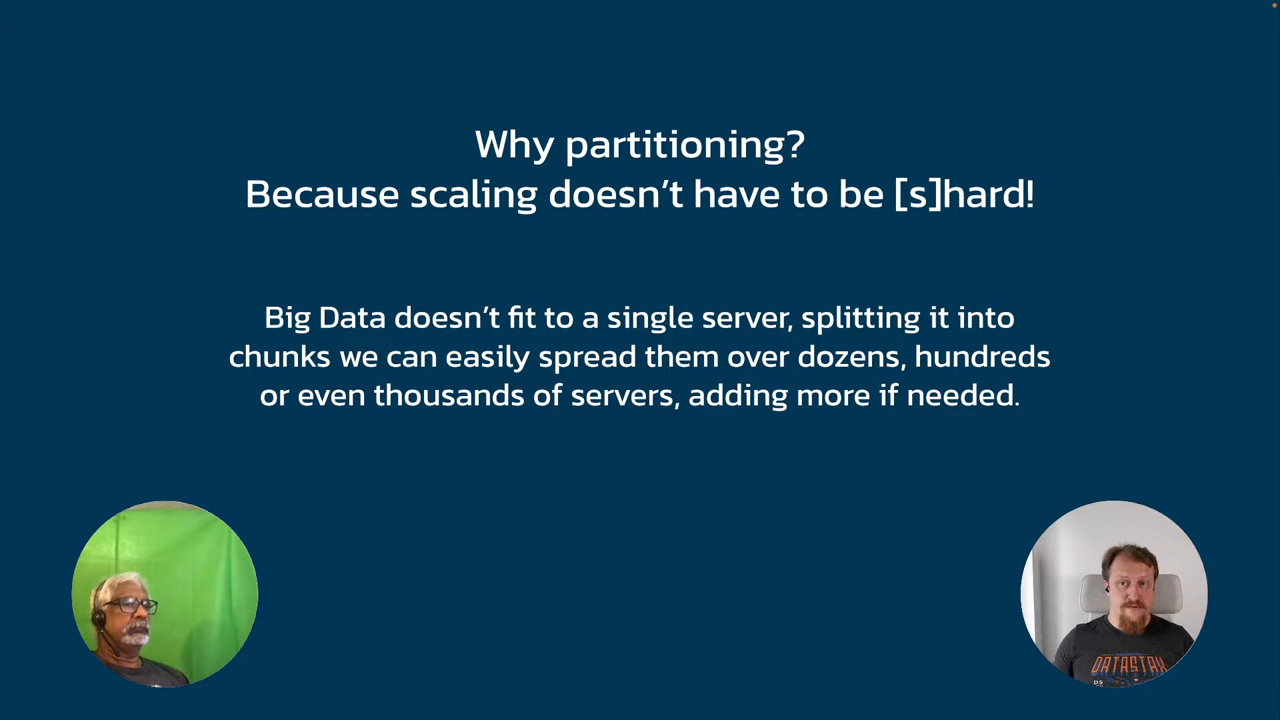 Why partitioning?
Because scaling doesn’t have to be [s]hard!
Big Data doesn’t fit to a single server, splitting it into
chunks we can easily spread them over dozens, hundreds
or even thousands of servers, adding more if needed.
DATASTAX
DS